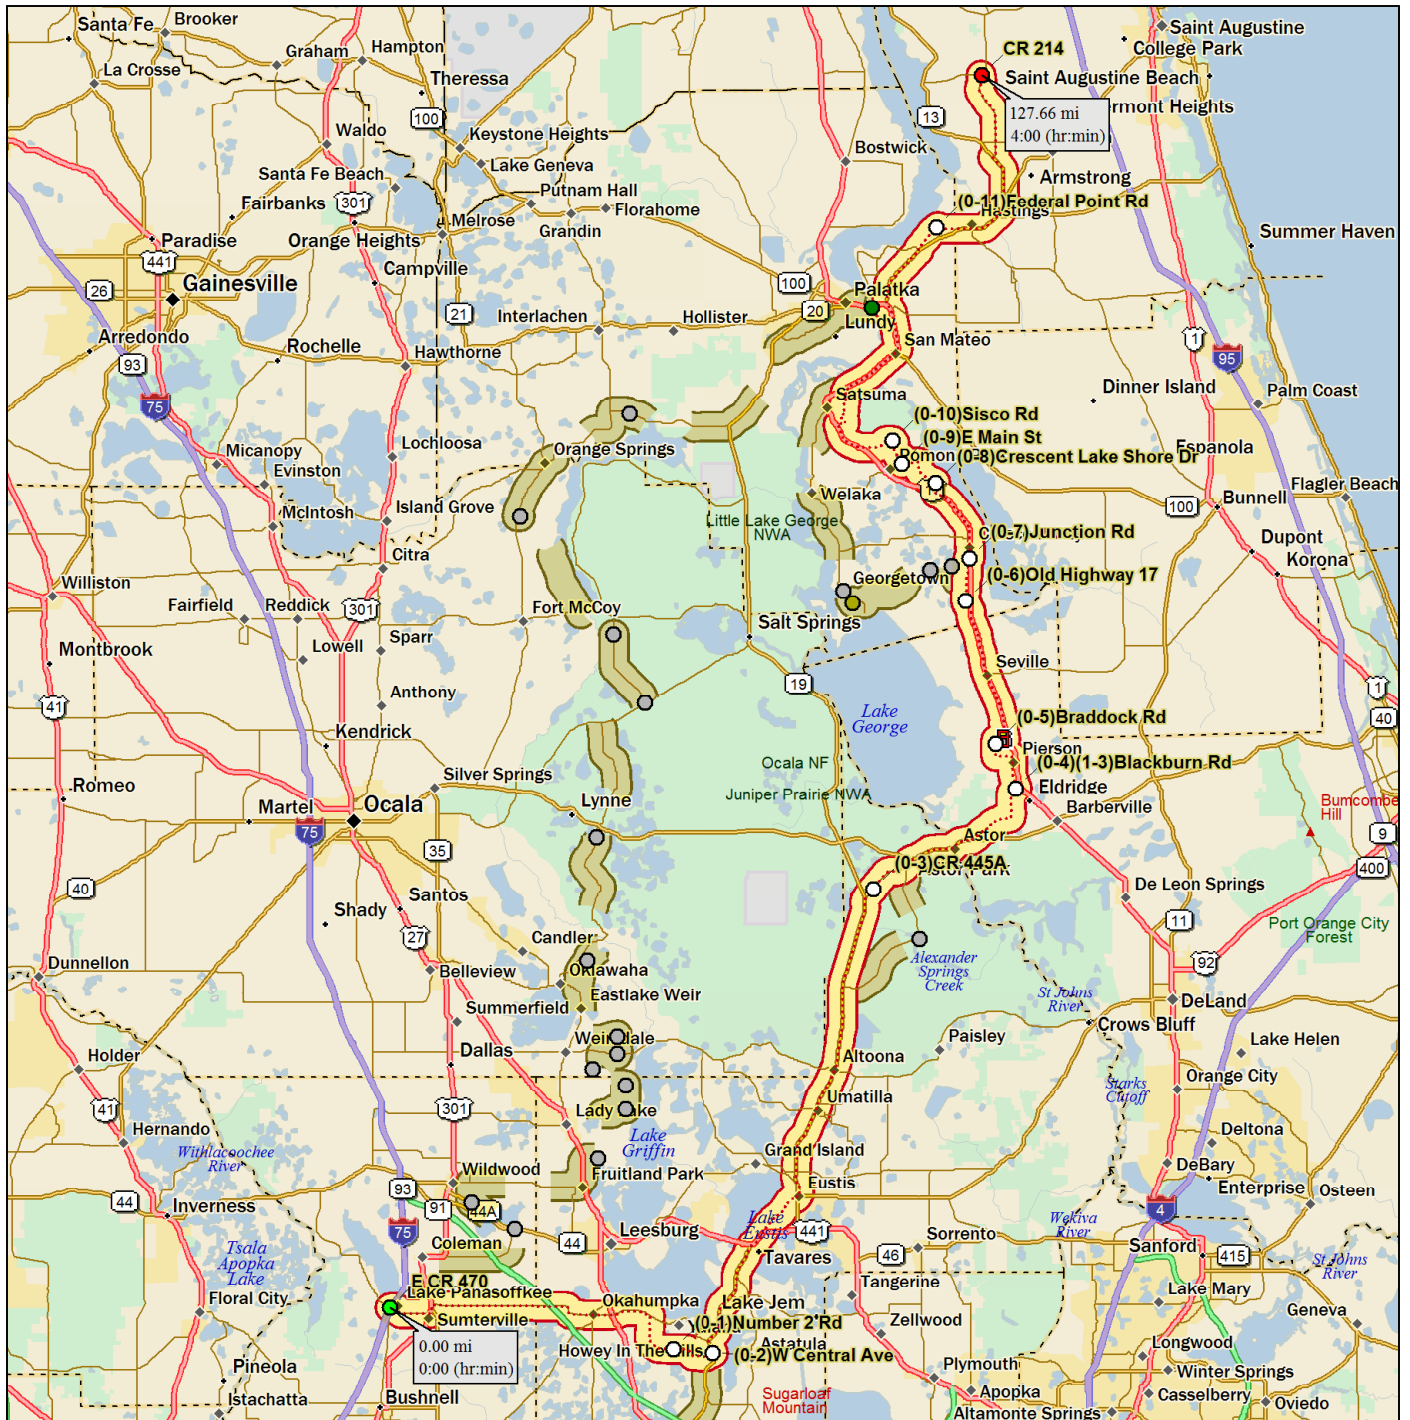 Santa Fe
Brooker
Graham
Hampton
La Crosse
Theressa
100
Waldo
Keystone Heights
Lake Geneva
Santa Fe Beach
Putnam Hall
Fairbanks
301
Florahome
Melrose
Grandin
Paradise
Orange Heights
441
Campville
Gainesville
26
21
Interlachen
Hollister
Arredondo
Rochelle
Hawthorne
93
75
CR 214
Saint Augustine
College Park
Saint Augustine Beach
127.66 mi
4:00 (hr:min)
rmont Heights
13
Bostwick
Armstrong
(0-11)Federal Point Rd
Hastings
Summer Haven
100
Palatka
20
Lundy
San Mateo
1
95
Dinner Island
Palm Coast
Satsuma
(0-10)Sisco Rd
(0-9)E Main St
Pomon
(0-8)Crescent Lake Shore Dr
Espanola
Micanopy
Lochloosa
Orange Springs
Evinston
McIntosh
Island Grove
Welaka
Little Lake George
NWA
100
Bunnell
Flagler Beach
Citra
(0-7)Junction Rd
Dupont
Korona
Williston
Georgetown
(0-6)Old Highway 17
Fairfield
Reddick
301
Fort McCoy
Salt Springs
Sparr
Lowell
Montbrook
Seville
Anthony
19
41
1
40
Lake
George
(0-5)Braddock Rd
Kendrick
Pierson
Ocala NF
(0-4)(1-3)Blackburn Rd
Romeo
Silver Springs
Juniper Prairie NWA
Eldridge
Martel
Ocala
Lynne
Barberville
Buncombe
Hill
75
Astor
9
35
(0-3)CR 445A
Astor Park
400
40
Santos
De Leon Springs
Shady
27
11
Port Orange City
Forest
Candler
Dunnellon
Belleview
Oklawaha
Alexander
Springs
Creek
92
Eastlake Weir
Summerfield
St Johns
River
DeLand
Crows Bluff
Weirsdale
Paisley
Lake Helen
Holder
Dallas
Altoona
Orange City
Starks
Cutoff
41
301
Lady Lake
Umatilla
Hernando
Lake
Griffin
Deltona
Withlacoochee
River
Grand Island
DeBary
Wildwood
Fruitland Park
93
Eustis
Enterprise
Osteen
44
Inverness
91
44A
4
75
Lake
Eustis
Wekiva
River
Leesburg
441
Coleman
44
Sorrento
Sanford
415
Tsala
Apopka
Lake
Tavares
46
St Johns
River
E CR 470
Tangerine
Lake Panasoffkee
Lake Mary
Floral City
Okahumpka
Lake Jem
Geneva
Sumterville
(0-1)Number 2 Rd
Zellwood
0.00 mi
0:00 (hr:min)
Howey In The Hills
Astatula
Longwood
(0-2)W Central Ave
Pineola
Plymouth
Winter Springs
Istachatta
Bushnell
Sugarloaf
Mountain
Apopka
Casselberry
Altamonte Springs
Oviedo